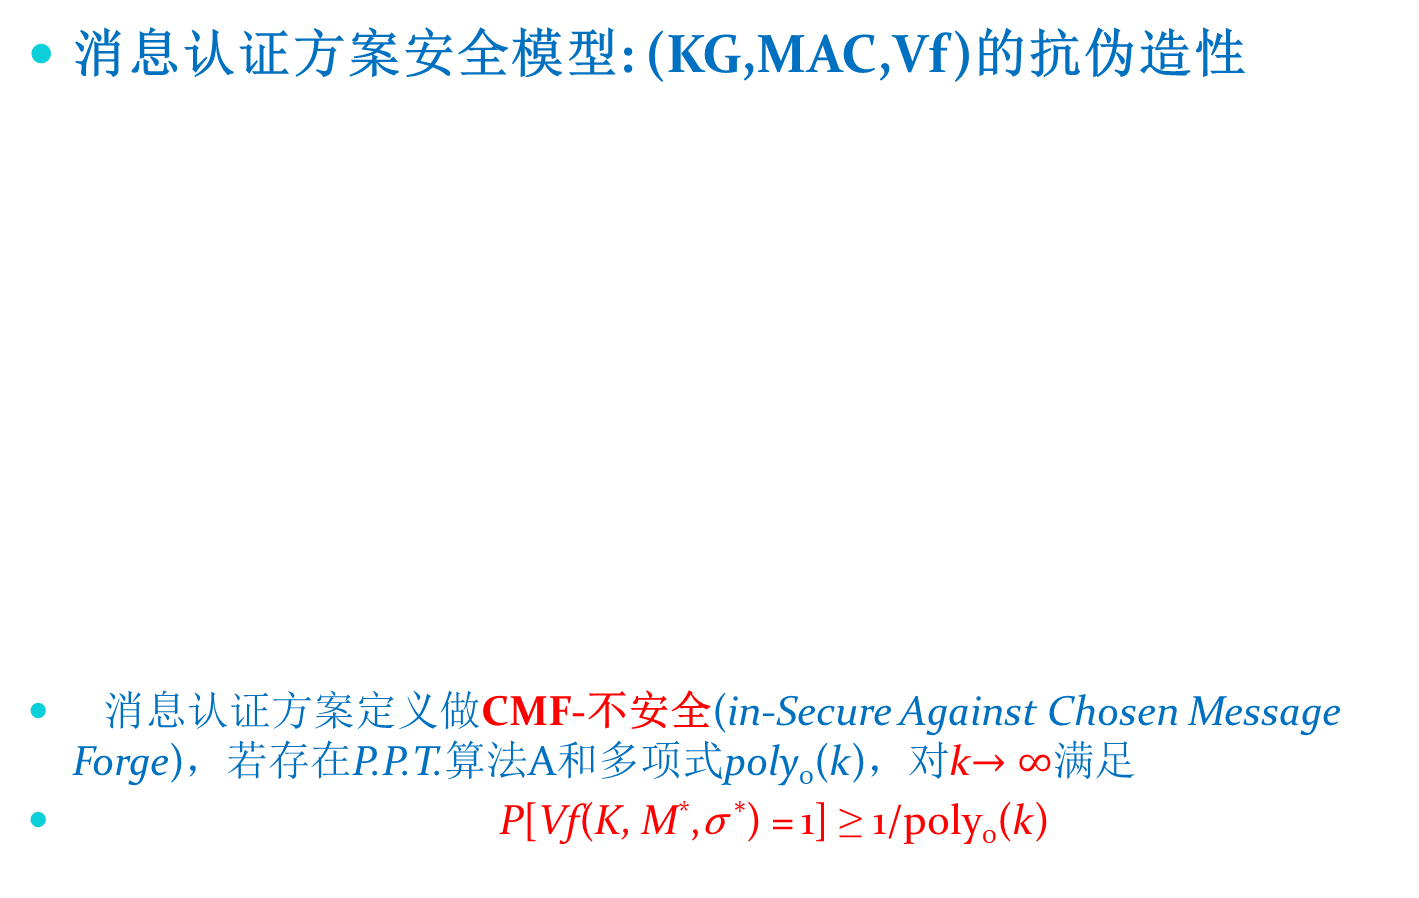 • 消息认证方案安全模型: (KG,MAC,Vf)的抗伪造性
• 消息认证方案定义做CMF-不安全(in-Secure Against Chosen Message
Forge)，若存在P.P.T.算法A和多项式poly₀(k)，对k→ ∞满足
• P[Vf(K, M*,σ*) = 1] ≥ 1/poly₀(k)